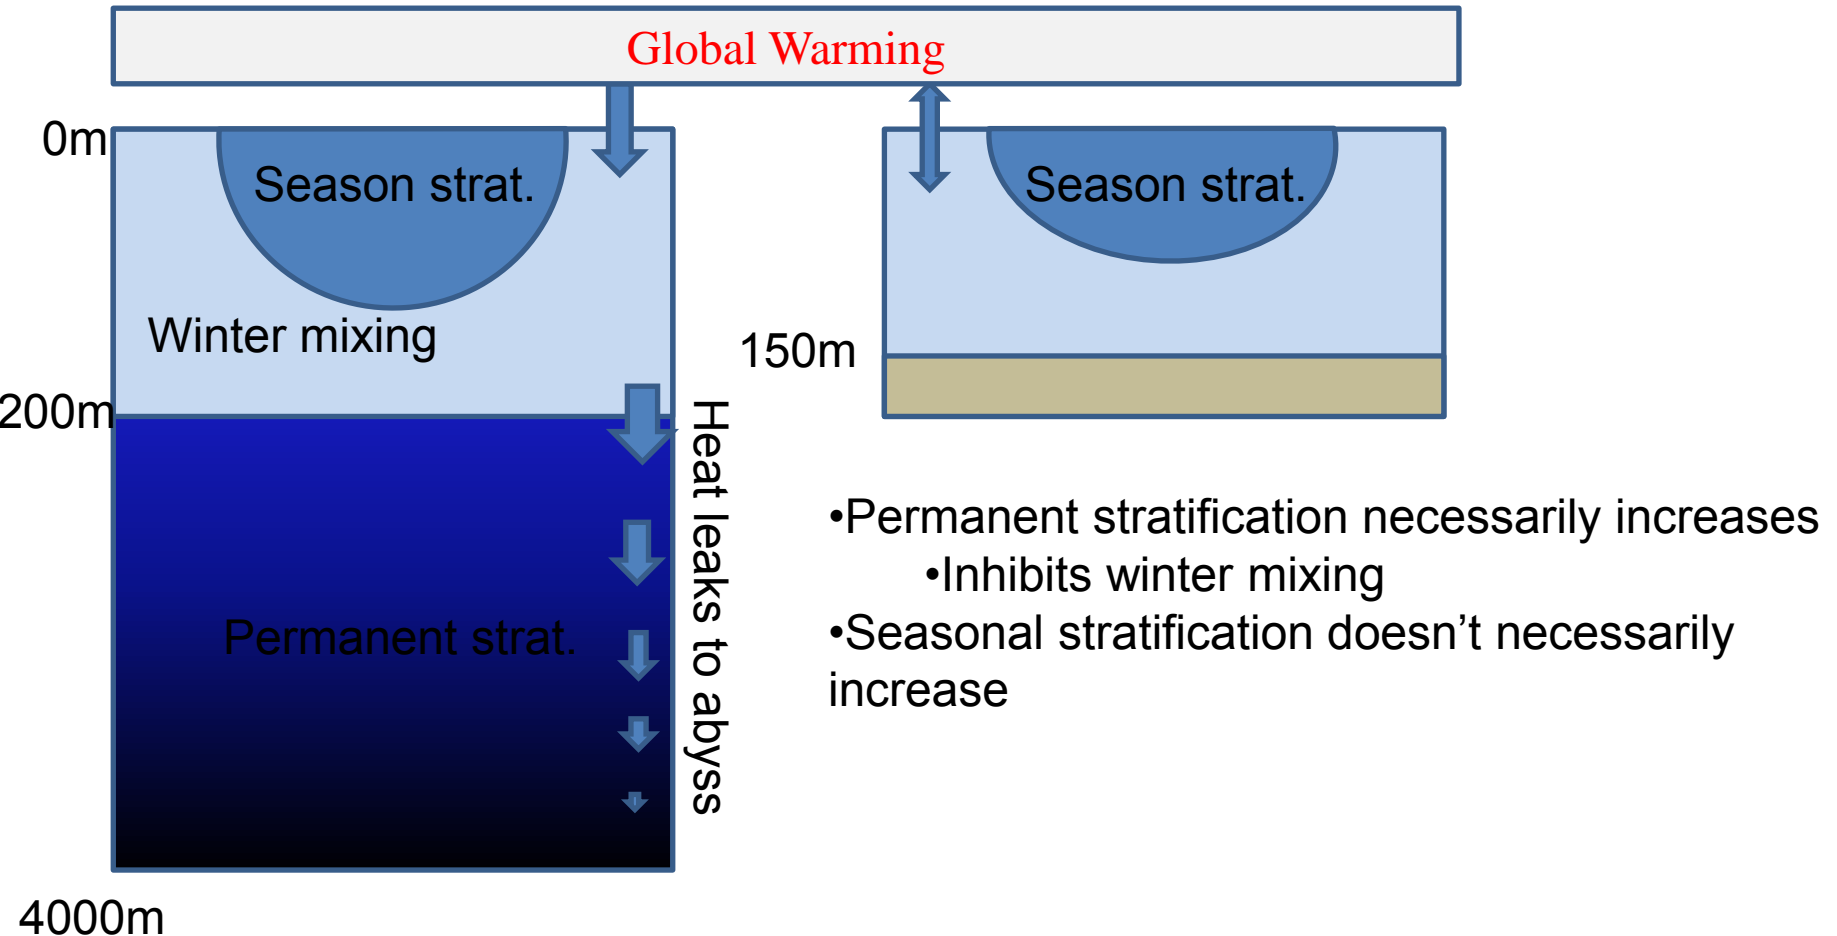 Global Warming
0m
Season strat.
Season strat.
Winter mixing
150m
200m
Heat leaks to abyss
•Permanent stratification necessarily increases
•Inhibits winter mixing
•Seasonal stratification doesn’t necessarily
increase
Permanent strat.
4000m